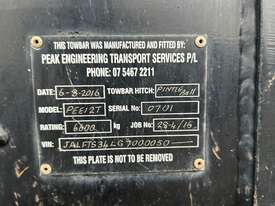 THIS TOWBAR WAS MANUFACTURED AND FITTED BY:
PEAK ENGINEERING TRANSPORT SERVICES P/L
PHONE: 07 5467 2211
DATE: 6-8-2016 TOWBAR HITCH: PINTLE Ball
MODEL: PEE12T SERIAL No: 0701
RATING: 6000 kg JOB No: 28-4/16
VIN: JALFTS34LG7000050
THIS PLATE IS NOT TO BE REMOVED